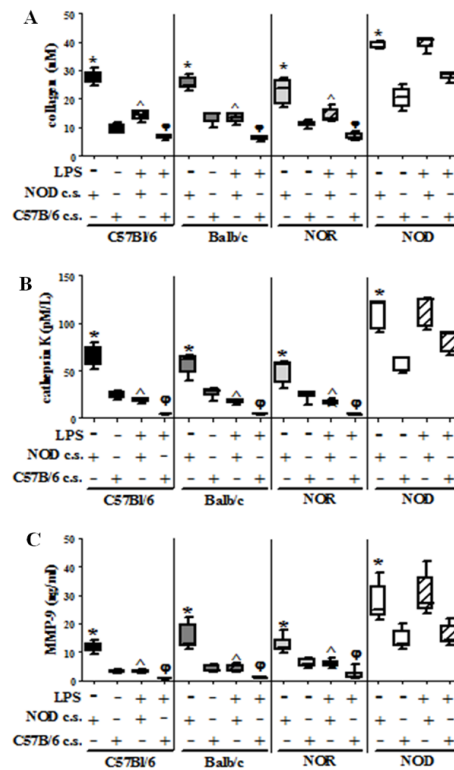 A
collagen (nM)
50
40
30
20
10
0
* ^ φ * ^ φ * ^ φ *
LPS - - + + - - + + - - + + - - + +
NOD c.s. + - + - + - + - + - + - + - + -
C57B/6 c.s. - + - + - + - + - + - + - + - +
C57Bl/6 Balb/c NOR NOD
B
cathepsin K (pM/L)
150
100
50
0
* ^ φ * ^ φ * ^ φ *
LPS - - + - - - + + - - + + - - + +
NOD c.s. + - + - + - + - + - + - + - + -
C57B/6 c.s. - + - + - + - + - + - + - + - +
C57Bl/6 Balb/c NOR NOD
C
MMP-9 (ng/ml)
50
40
30
20
10
0
* ^ φ * ^ φ * ^ φ *
LPS - - + + - - + + - - + + - - + +
NOD c.s. + - + - + - + - + - + - + - + -
C57B/6 c.s. - + - + - + - + - + - + - + - +
C57Bl/6 Balb/c NOR NOD